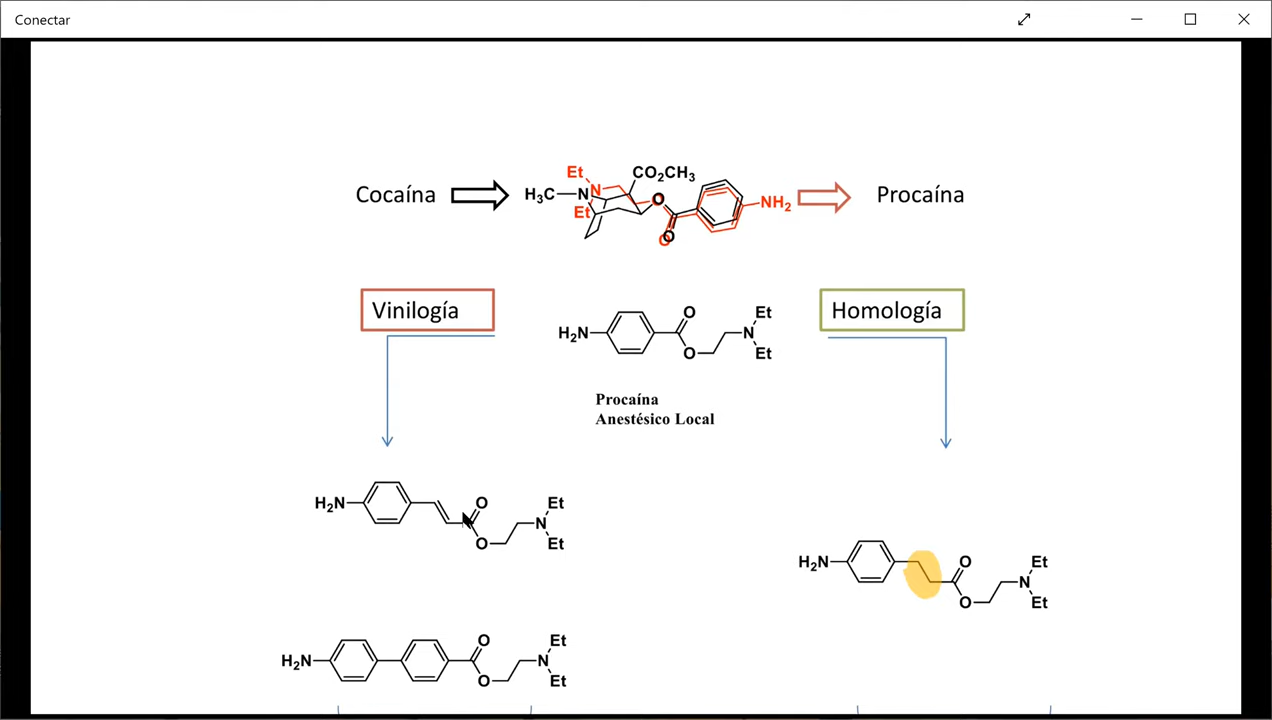 Conectar
Cocaína
Et
CO₂CH₃
H₃C
N
N
Et
O
O
O
NH₂
Procaína
Vinilogía
Homología
H₂N
O
O
N
Et
Et
Procaína
Anestésico Local
H₂N
O
O
N
Et
Et
H₂N
O
O
N
Et
Et
H₂N
O
O
N
Et
Et